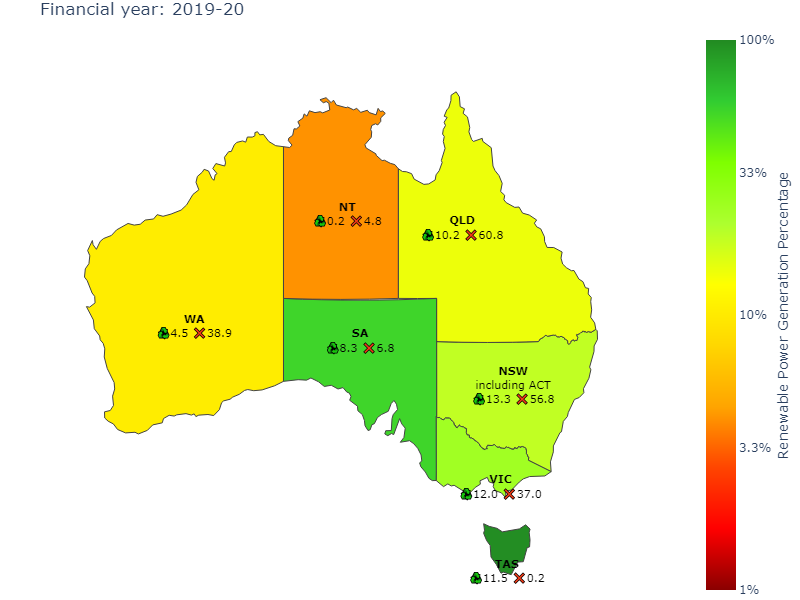 Financial year: 2019-20
100%
33%
10%
3.3%
1%
Renewable Power Generation Percentage
NT
0.2 4.8
QLD
10.2 60.8
WA
4.5 38.9
SA
8.3 6.8
NSW
including ACT
13.3 56.8
VIC
12.0 37.0
TAS
11.5 0.2